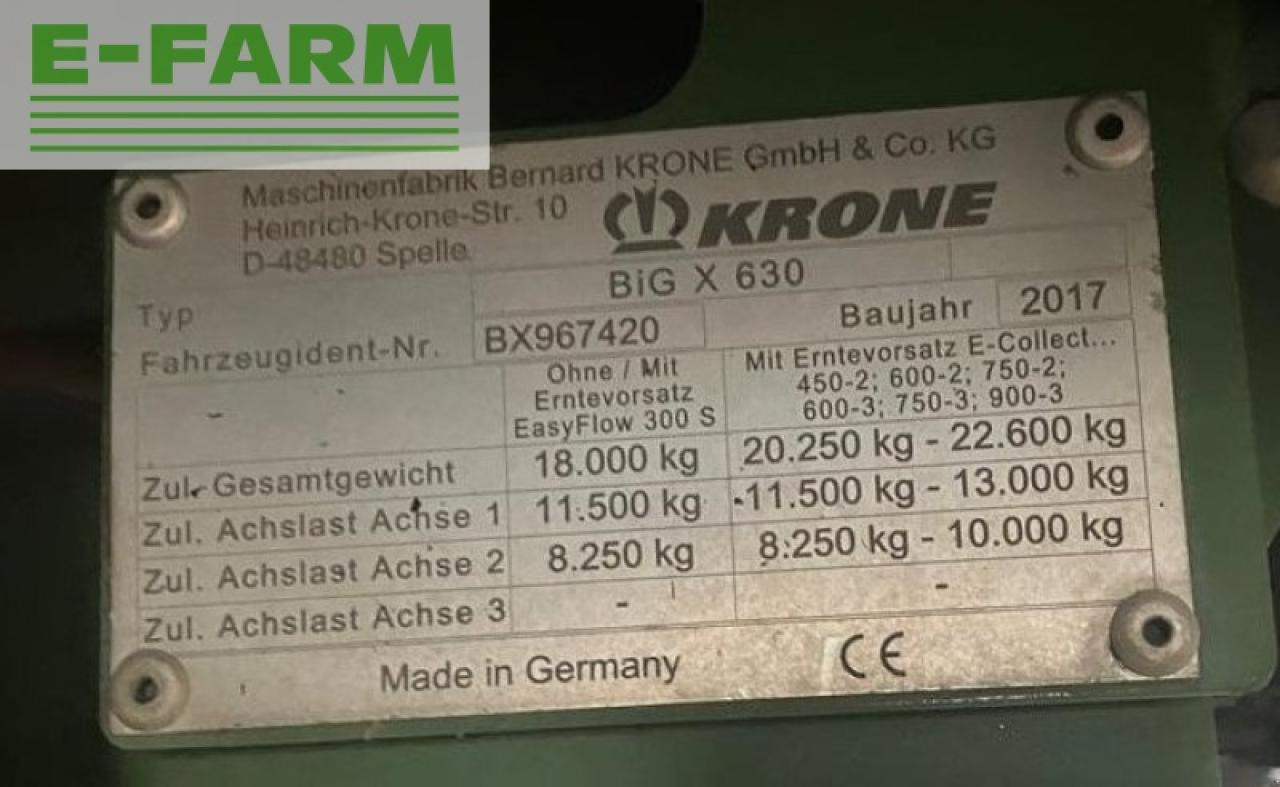 E-FARM
Maschinenfabrik Bernard KRONE GmbH & Co. KG
Heinrich-Krone-Str. 10
D-48480 Spelle
KRONE
Typ BiG X 630
Fahrzeugident-Nr. BX967420 Baujahr 2017
Ohne / Mit
Erntevorsatz
EasyFlow 300 S
Mit Erntevorsatz E-Collect...
450-2; 600-2; 750-2;
600-3; 750-3; 900-3
Zul. Gesamtgewicht 18.000 kg 20.250 kg - 22.600 kg
Zul. Achslast Achse 1 11.500 kg 11.500 kg - 13.000 kg
Zul. Achslast Achse 2 8.250 kg 8.250 kg - 10.000 kg
Zul. Achslast Achse 3 - -
Made in Germany CE